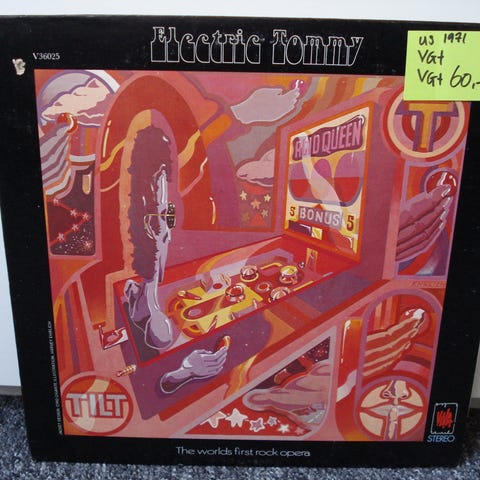 Electric Tommy
V36025
US 1971
VG+
VG+ 60,-
ACID QUEEN
5 BONUS 5
TILT
T
STEREO
The worlds first rock opera